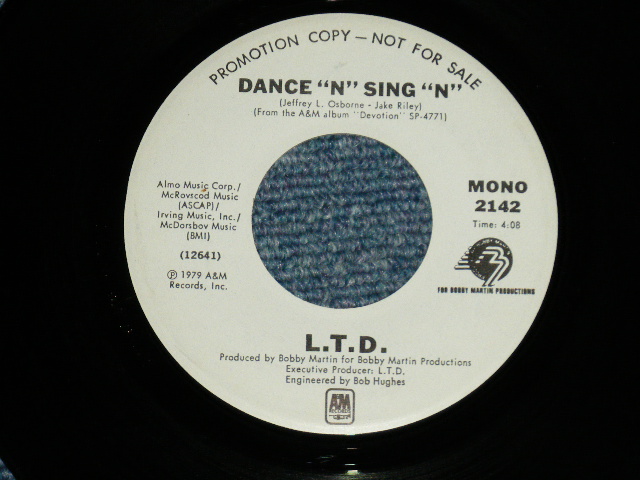 PROMOTION COPY — NOT FOR SALE
DANCE "N" SING "N"
(Jeffrey L. Osborne - Jake Riley)
(From the A&M album "Devotion" SP-4771)
Almo Music Corp./
McRovscod Music
(ASCAP)/
Irving Music, Inc./
McDorsbov Music
(BMI)
(12641)
℗ 1979 A&M
Records, Inc.
MONO
2142
Time: 4:08
FOR BOBBY MARTIN PRODUCTIONS
L.T.D.
Produced by Bobby Martin for Bobby Martin Productions
Executive Producer: L.T.D.
Engineered by Bob Hughes
A&M
RECORDS